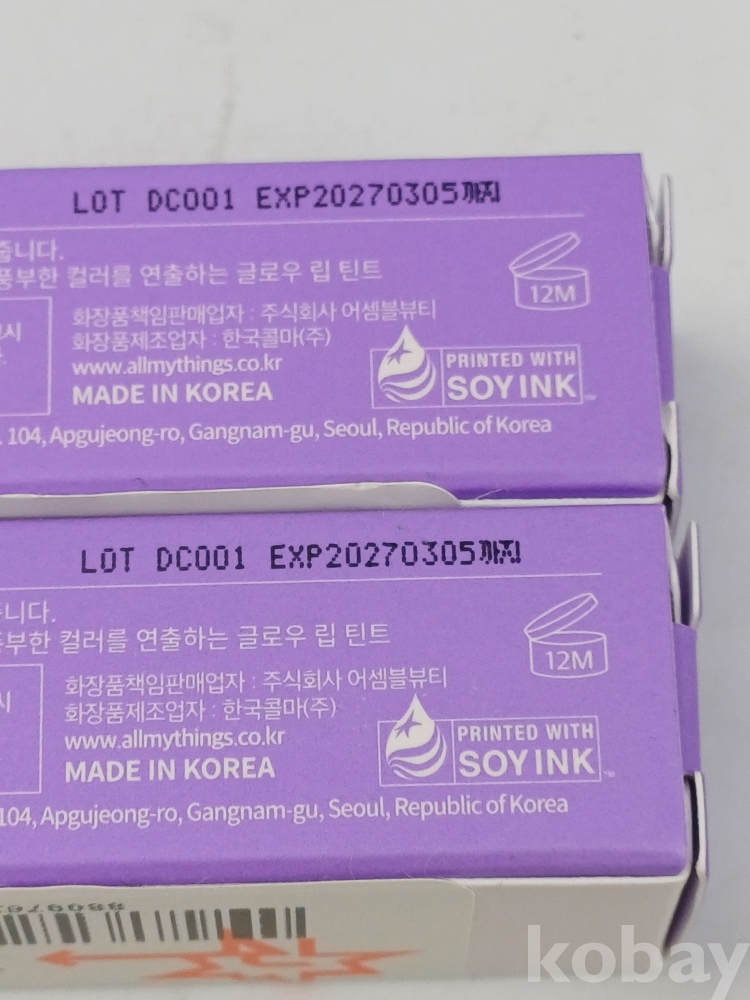 LOT DC001 EXP20270305까지
줍니다.
풍부한 컬러를 연출하는 글로우 립 틴트
12M
화장품책임판매업자 : 주식회사 어셈블뷰티
화장품제조업자 : 한국콜마(주)
www.allmythings.co.kr
MADE IN KOREA
PRINTED WITH
SOY INK
104, Apgujeong-ro, Gangnam-gu, Seoul, Republic of Korea
LOT DC001 EXP20270305까지
니다.
부한 컬러를 연출하는 글로우 립 틴트
12M
시
화장품책임판매업자 : 주식회사 어셈블뷰티
화장품제조업자 : 한국콜마(주)
www.allmythings.co.kr
MADE IN KOREA
PRINTED WITH
SOY INK
104, Apgujeong-ro, Gangnam-gu, Seoul, Republic of Korea
kobay